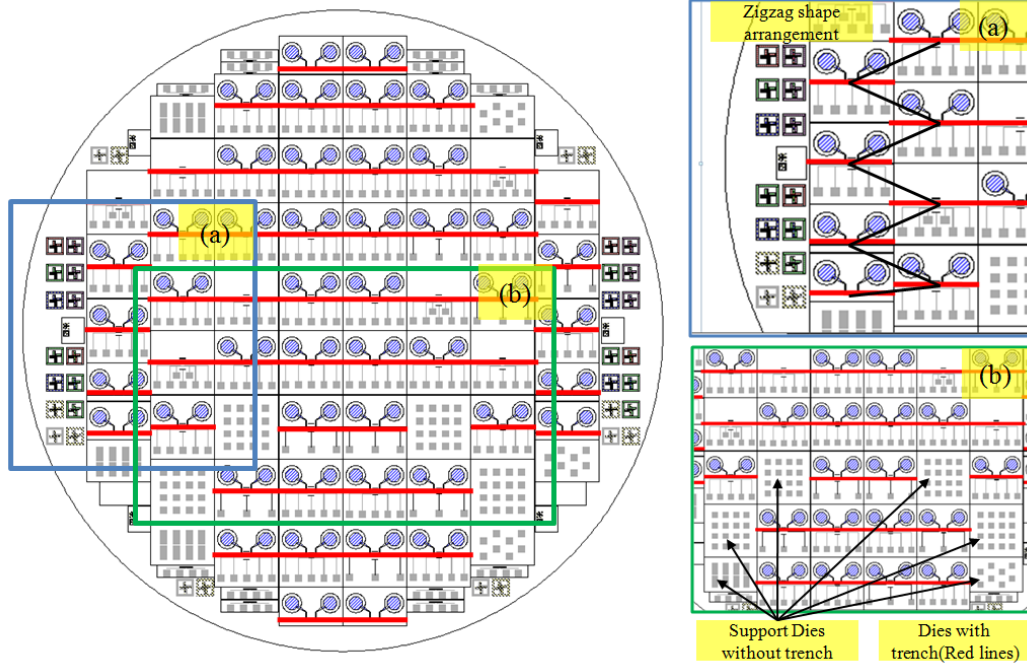 (a)
(b)
Zigzag shape
arrangement
(a)
(b)
Support Dies
without trench
Dies with
trench(Red lines)